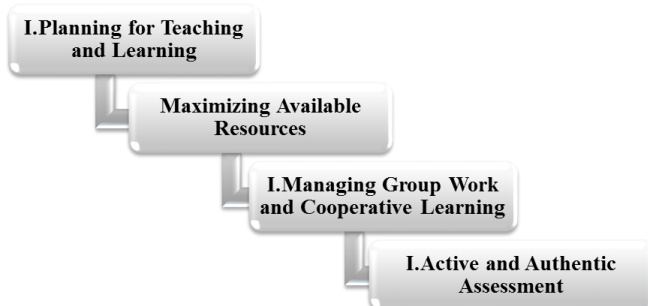 I.Planning for Teaching
and Learning
Maximizing Available
Resources
I.Managing Group Work
and Cooperative Learning
I.Active and Authentic
Assessment